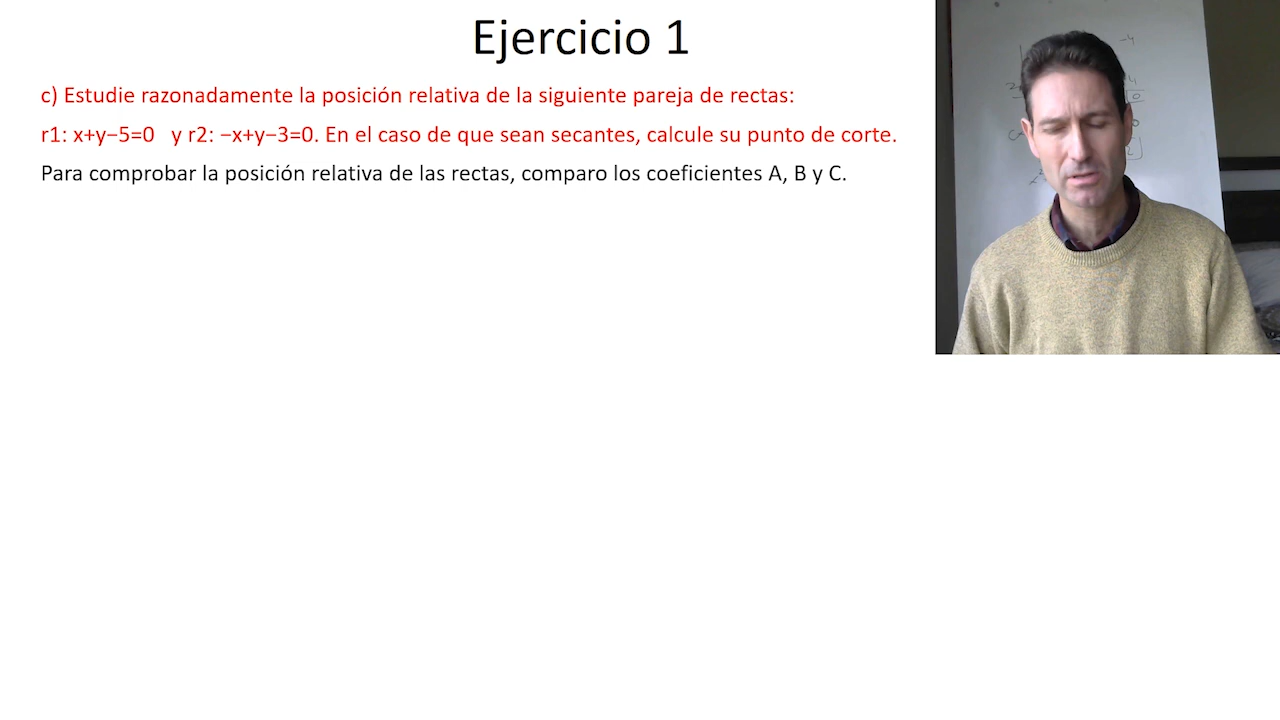 Ejercicio 1
c) Estudie razonadamente la posición relativa de la siguiente pareja de rectas:
r1: x+y−5=0 y r2: −x+y−3=0. En el caso de que sean secantes, calcule su punto de corte.
Para comprobar la posición relativa de las rectas, comparo los coeficientes A, B y C.
-4